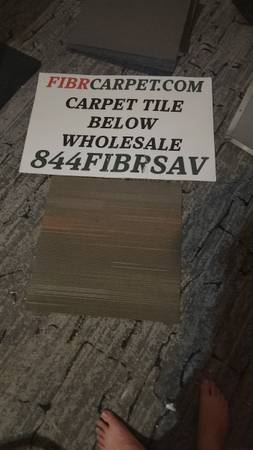 FIBRCARPET.COM
CARPET TILE
BELOW
WHOLESALE
844FIBRSAV